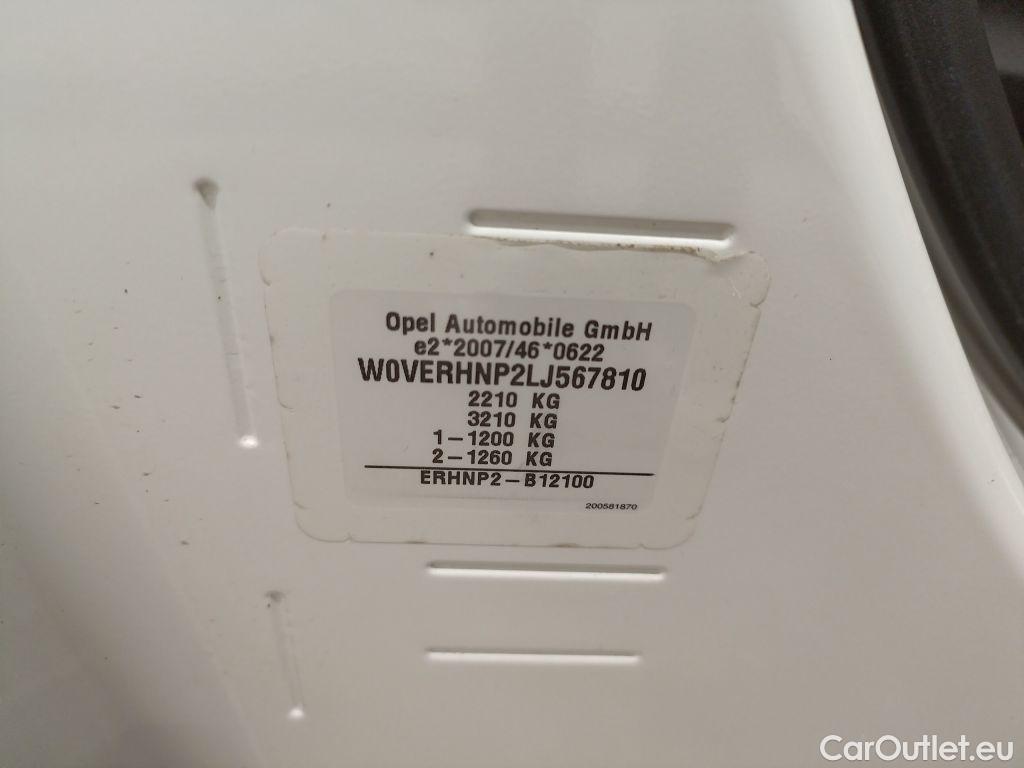 Opel Automobile GmbH
e2*2007/46*0622
W0VERHNP2LJ567810
2210 KG
3210 KG
1-1200 KG
2-1260 KG
ERHNP2-B12100
200581870
CarOutlet.eu